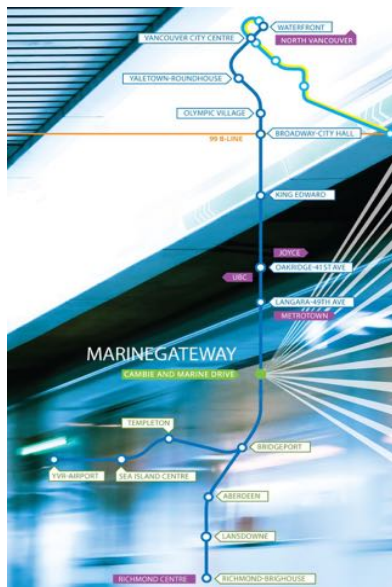 WATERFRONT
VANCOUVER CITY CENTRE
NORTH VANCOUVER
YALETOWN-ROUNDHOUSE
OLYMPIC VILLAGE
BROADWAY-CITY HALL
99 B-LINE
KING EDWARD
JOYCE
OAKRIDGE-41ST AVE
UBC
LANGARA-49TH AVE
METROTOWN
MARINEGATEWAY
CAMBIE AND MARINE DRIVE
TEMPLETON
BRIDGEPORT
YVR-AIRPORT
SEA ISLAND CENTRE
ABERDEEN
LANSDOWNE
RICHMOND CENTRE
RICHMOND-BRIGHOUSE